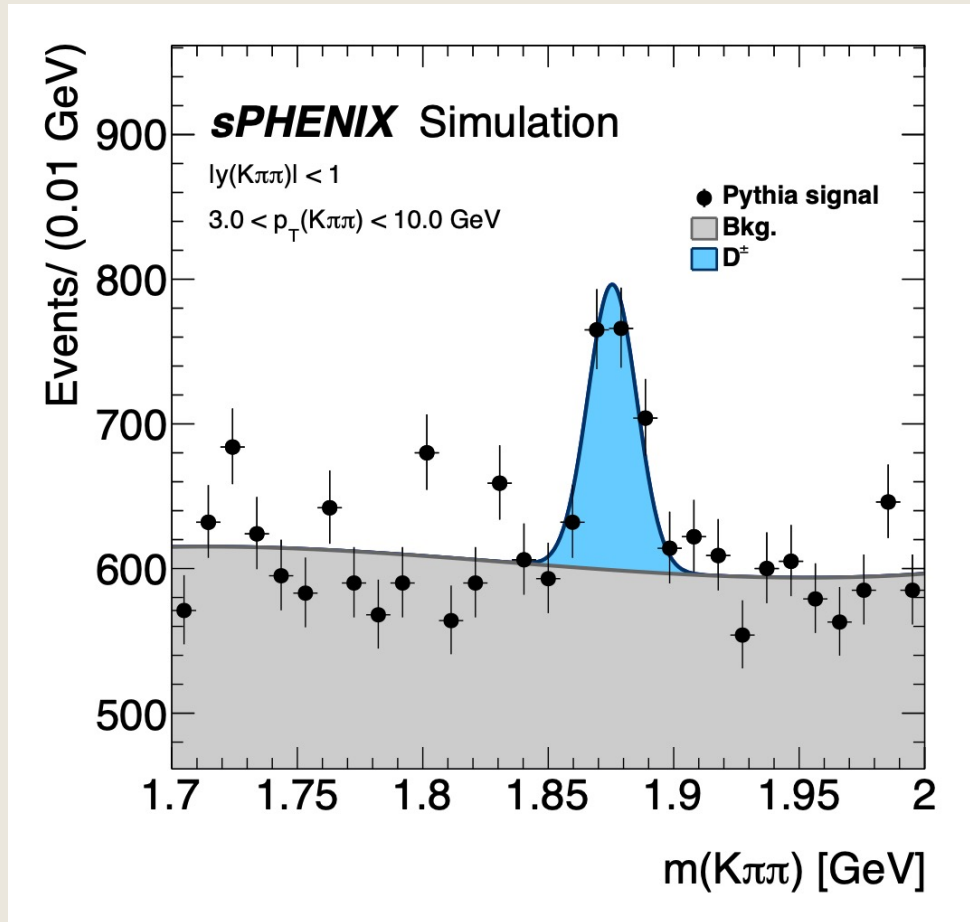 Events/ (0.01 GeV)
900
800
700
600
500
sPHENIX Simulation
|y(Kππ)| < 1
3.0 < pT(Kππ) < 10.0 GeV
Pythia signal
Bkg.
D±
1.7 1.75 1.8 1.85 1.9 1.95 2
m(Kππ) [GeV]